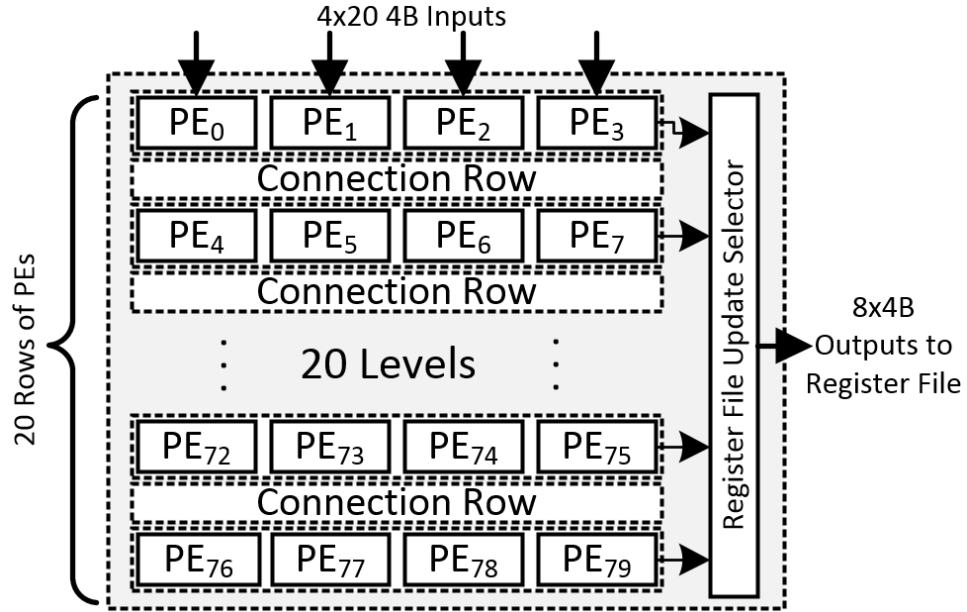 4x20 4B Inputs
PE0 PE1 PE2 PE3
Connection Row
PE4 PE5 PE6 PE7
Connection Row
20 Levels
PE72 PE73 PE74 PE75
Connection Row
PE76 PE77 PE78 PE79
20 Rows of PEs
Register File Update Selector
8x4B
Outputs to
Register File